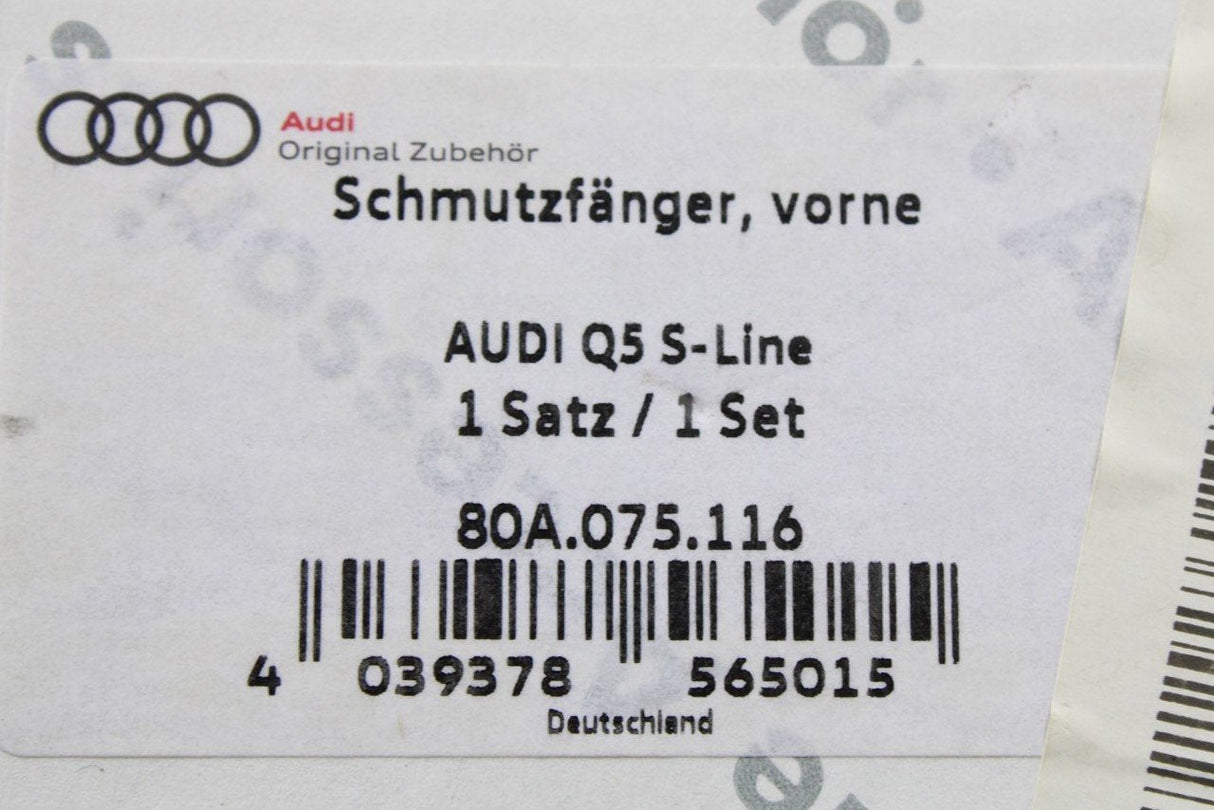 Audi
Original Zubehör
Schmutzfänger, vorne
AUDI Q5 S-Line
1 Satz / 1 Set
80A.075.116
4 039378 565015
Deutschland